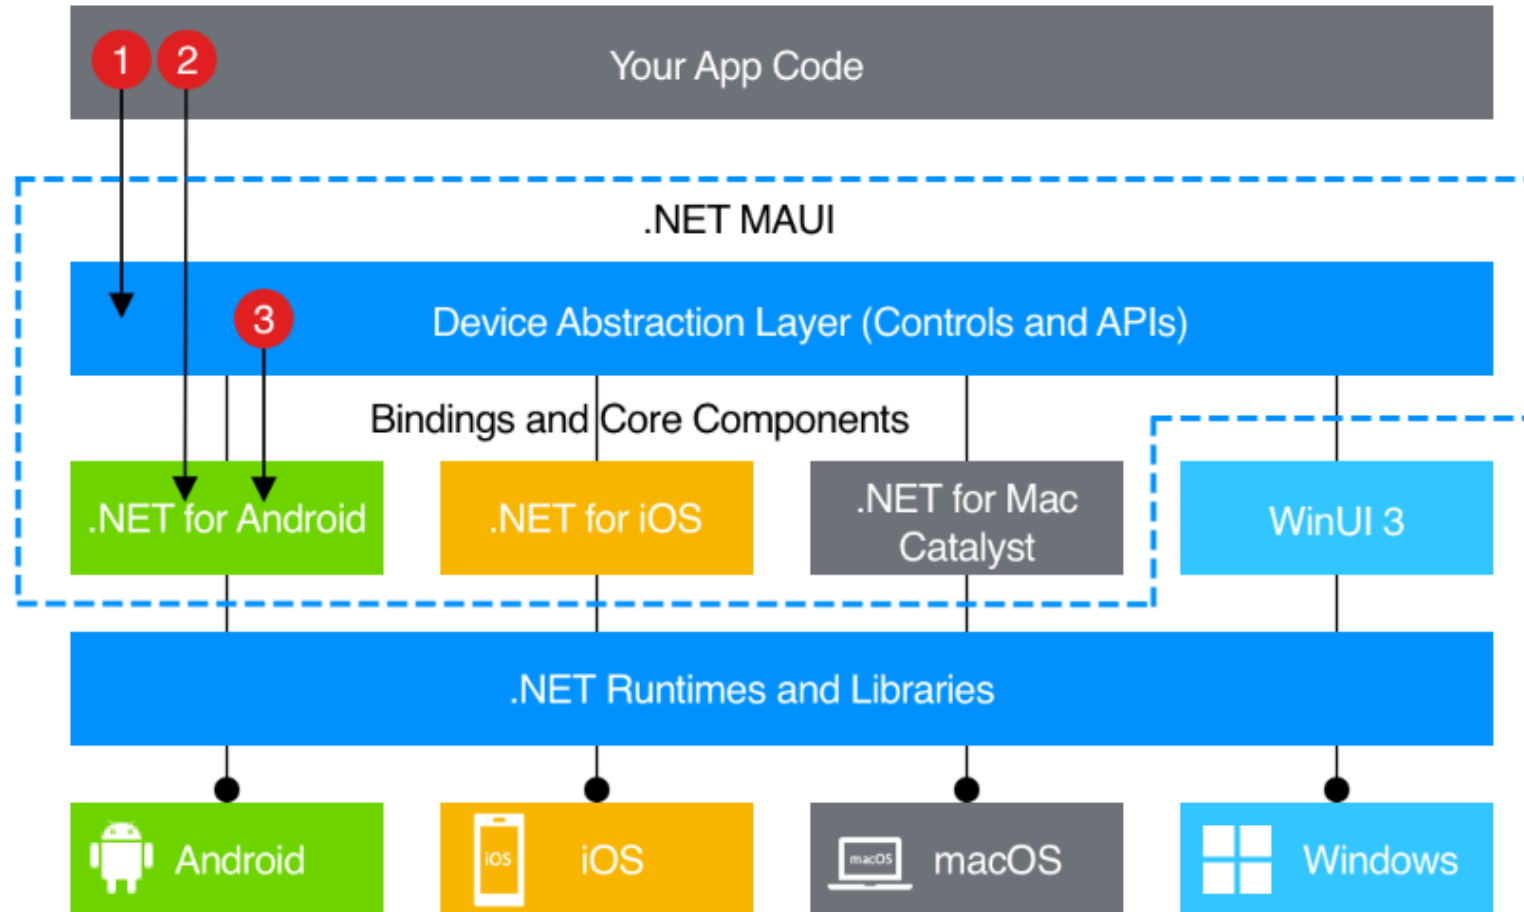 1
2
Your App Code
.NET MAUI
3
Device Abstraction Layer (Controls and APIs)
Bindings and Core Components
.NET for Android
.NET for iOS
.NET for Mac
Catalyst
WinUI 3
.NET Runtimes and Libraries
Android
iOS
iOS
macOS
macOS
Windows